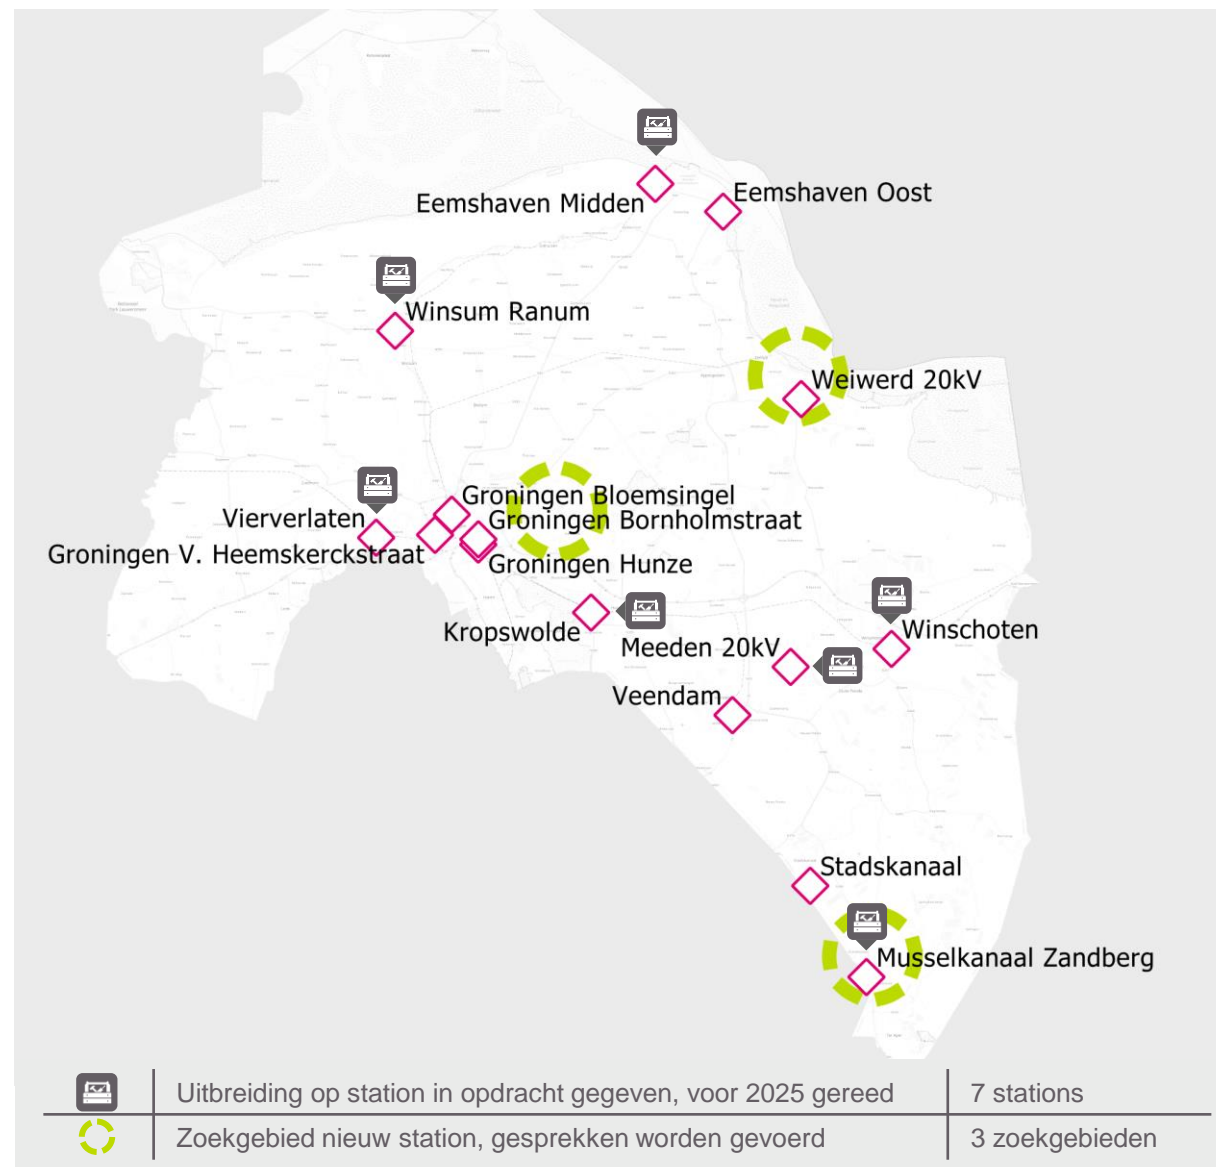 Eemshaven Midden
Eemshaven Oost
Winsum Ranum
Weiwerd 20kV
Groningen Bloemsingel
Vierverlaten
Groningen Bornholmstraat
Groningen V. Heemskerckstraat
Groningen Hunze
Kropswolde
Winschoten
Meeden 20kV
Veendam
Stadskanaal
Musselkanaal Zandberg
Uitbreiding op station in opdracht gegeven, voor 2025 gereed 7 stations
Zoekgebied nieuw station, gesprekken worden gevoerd 3 zoekgebieden